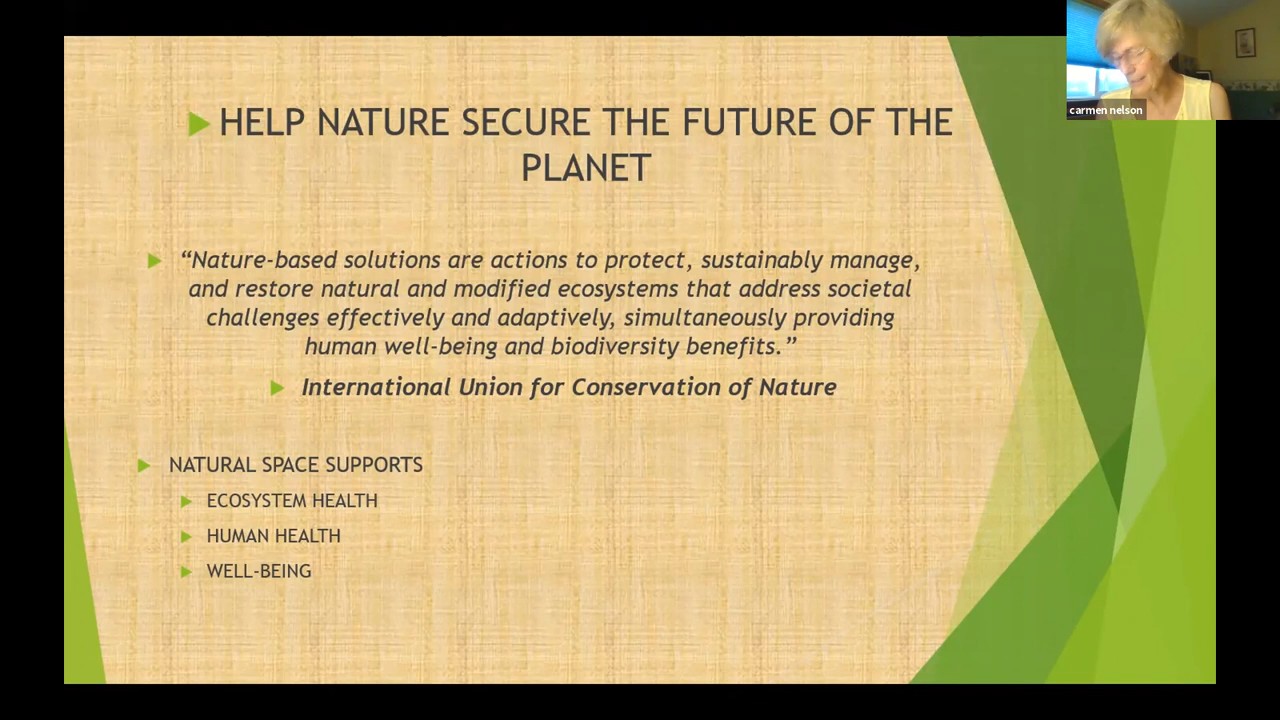 HELP NATURE SECURE THE FUTURE OF THE
PLANET
“Nature-based solutions are actions to protect, sustainably manage,
and restore natural and modified ecosystems that address societal
challenges effectively and adaptively, simultaneously providing
human well-being and biodiversity benefits.”
International Union for Conservation of Nature
NATURAL SPACE SUPPORTS
ECOSYSTEM HEALTH
HUMAN HEALTH
WELL-BEING
carmen nelson